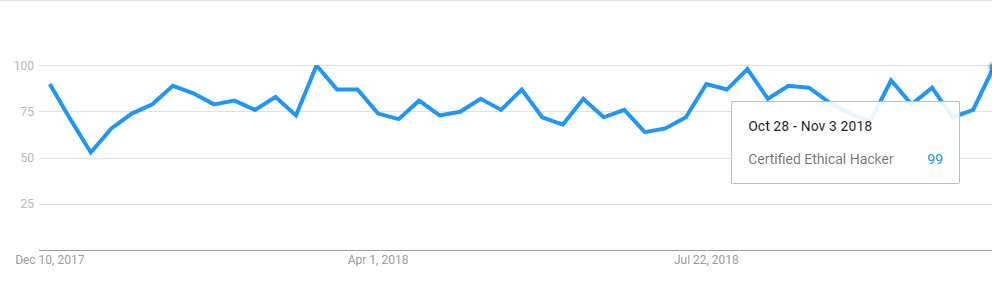 100
75
50
25
Oct 28 - Nov 3 2018
Certified Ethical Hacker 99
Dec 10, 2017 Apr 1, 2018 Jul 22, 2018